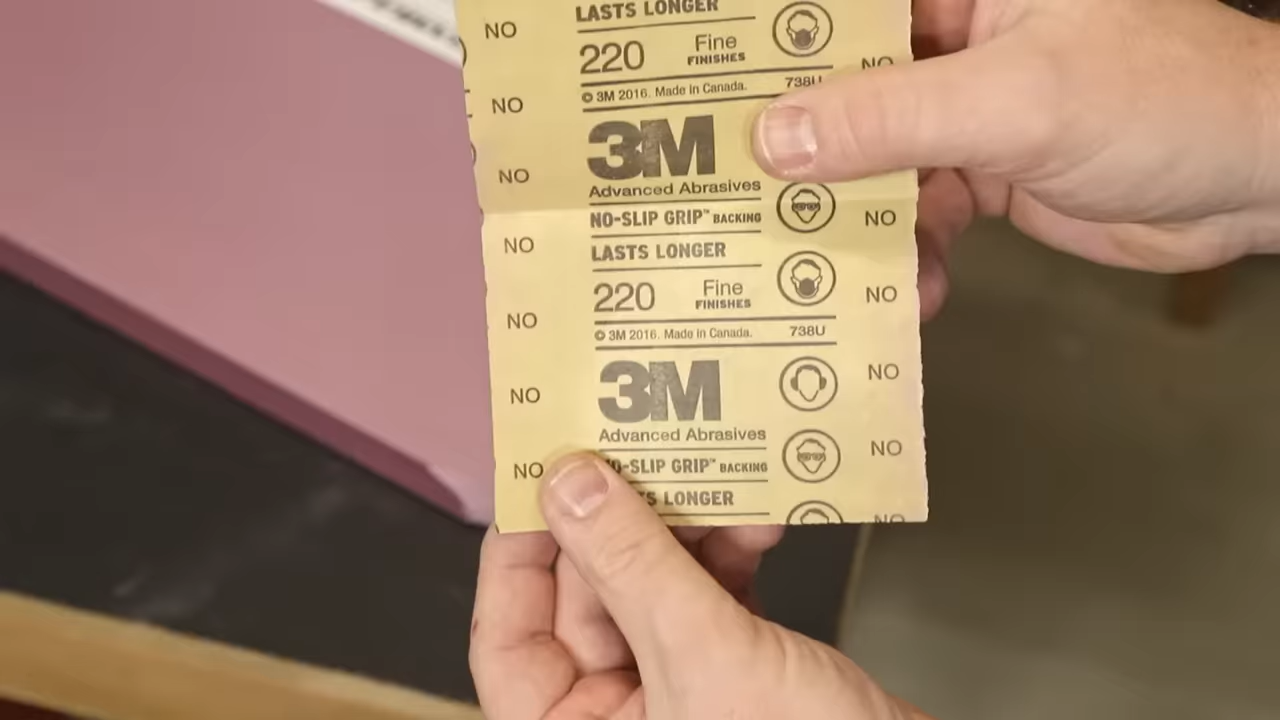 LASTS LONGER
NO
220 Fine FINISHES
NO
© 3M 2016. Made in Canada. 738U
NO
3M
NO
Advanced Abrasives
NO-SLIP GRIP™ BACKING
NO
NO
LASTS LONGER
220 Fine FINISHES
NO
NO
© 3M 2016. Made in Canada. 738U
3M
NO
NO
Advanced Abrasives
NO
NO
-SLIP GRIP™ BACKING
LONGER
NO